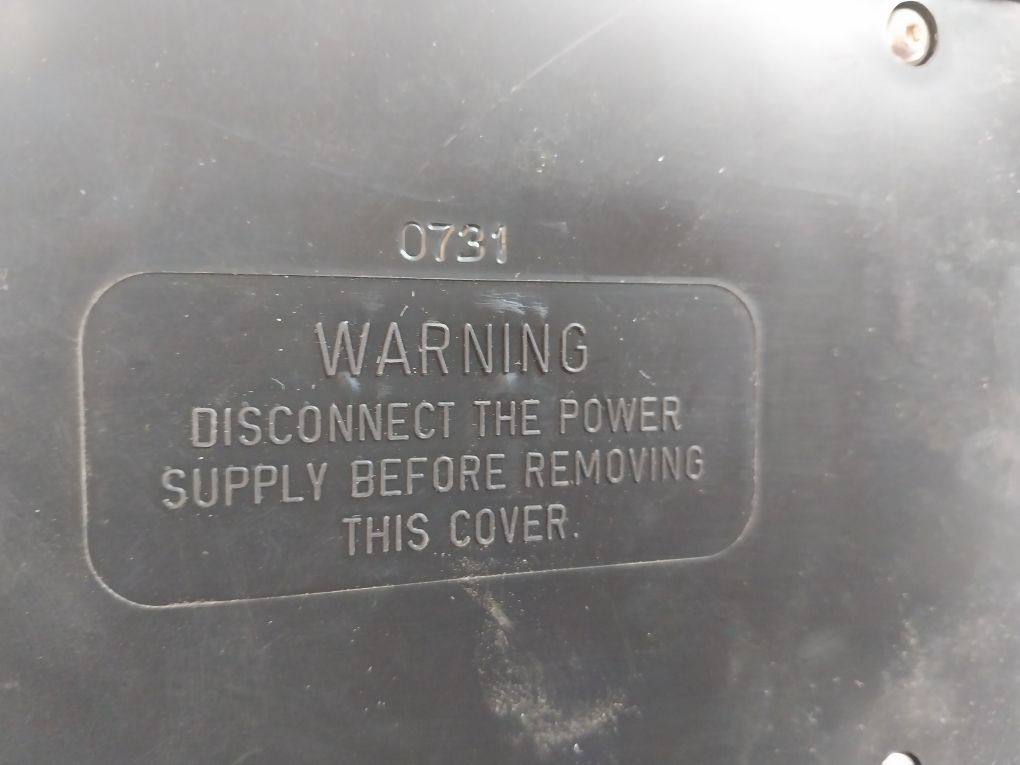 0731
WARNING
DISCONNECT THE POWER
SUPPLY BEFORE REMOVING
THIS COVER.